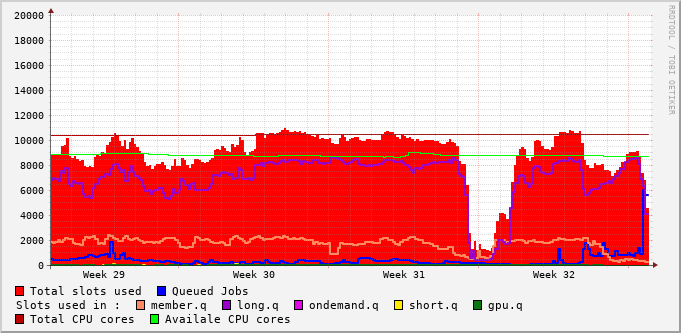 20000
18000
16000
14000
12000
10000
8000
6000
4000
2000
0
Week 29 Week 30 Week 31 Week 32
Total slots used Queued Jobs
Slots used in : member.q long.q ondemand.q short.q gpu.q
Total CPU cores Availale CPU cores
RRDTOOL / TOBI OETIKER